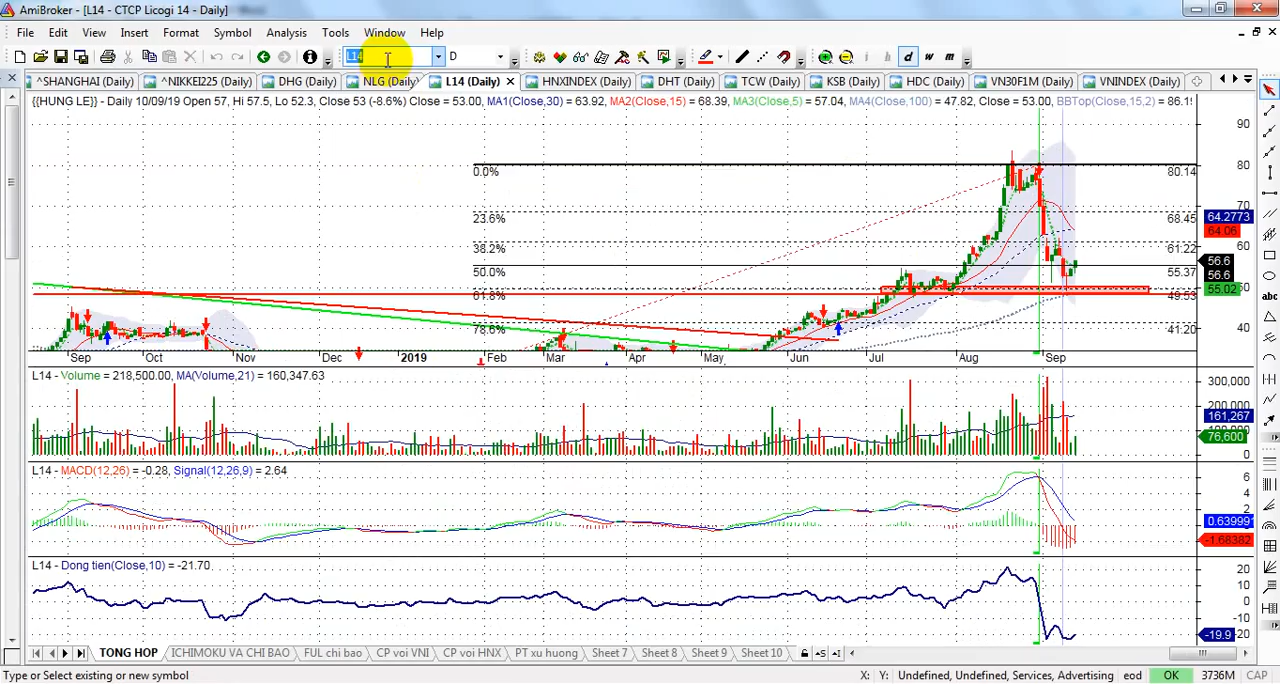 AmiBroker - [L14 - CTCP Licogi 14 - Daily]
File Edit View Insert Format Symbol Analysis Tools Window Help
L14 D d w m
^SHANGHAI (Daily) ^NIKKEI225 (Daily) DHG (Daily) NLG (Daily) L14 (Daily) HNXINDEX (Daily) DHT (Daily) TCW (Daily) KSB (Daily) HDC (Daily) VN30F1M (Daily) VNINDEX (Daily)
{{HUNG LE}} - Daily 10/09/19 Open 57, Hi 57.5, Lo 52.3, Close 53 (-8.6%) Close = 53.00, MA1(Close,30) = 63.92, MA2(Close,15) = 68.39, MA3(Close,5) = 57.04, MA4(Close,100) = 47.82, Close = 53.00, BBTop(Close,15,2) = 86.19
90
80
0.0% 80.14
70
23.6% 68.45
64.2773
64.06
60
38.2% 61.22
56.6
50.0% 55.37
56.6
55.02
61.8% 49.53
78.6% 41.20
40
Sep Oct Nov Dec 2019 Feb Mar Apr May Jun Jul Aug Sep
L14 - Volume = 218,500.00, MA(Volume,21) = 160,347.63
300,000
200,000
161,267
76,600
0
L14 - MACD(12,26) = -0.28, Signal(12,26,9) = 2.64
6
4
2
0.639991
-1.68382
L14 - Dong tien(Close,10) = -21.70
20
10
0
-10
-20
-19.9
TONG HOP ICHIMOKU VA CHI BAO FUL chi bao CP voi VNI CP voi HNX PT xu huong Sheet 7 Sheet 8 Sheet 9 Sheet 10
Type or Select existing or new symbol X: Y: Undefined, Undefined, Services, Advertising eod OK 3736M CAP